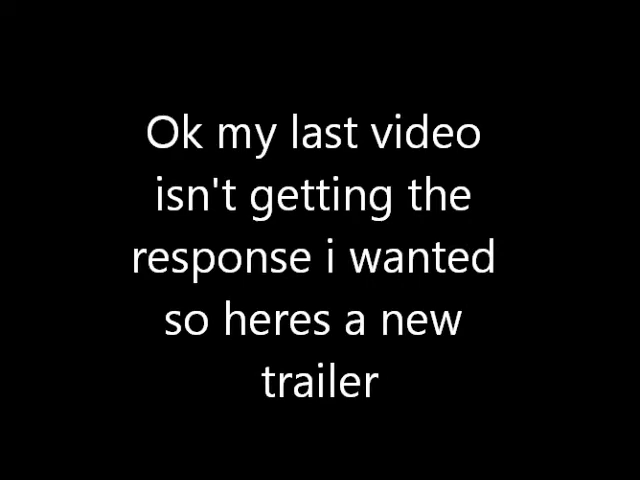 Ok my last video
isn't getting the
response i wanted
so heres a new
trailer